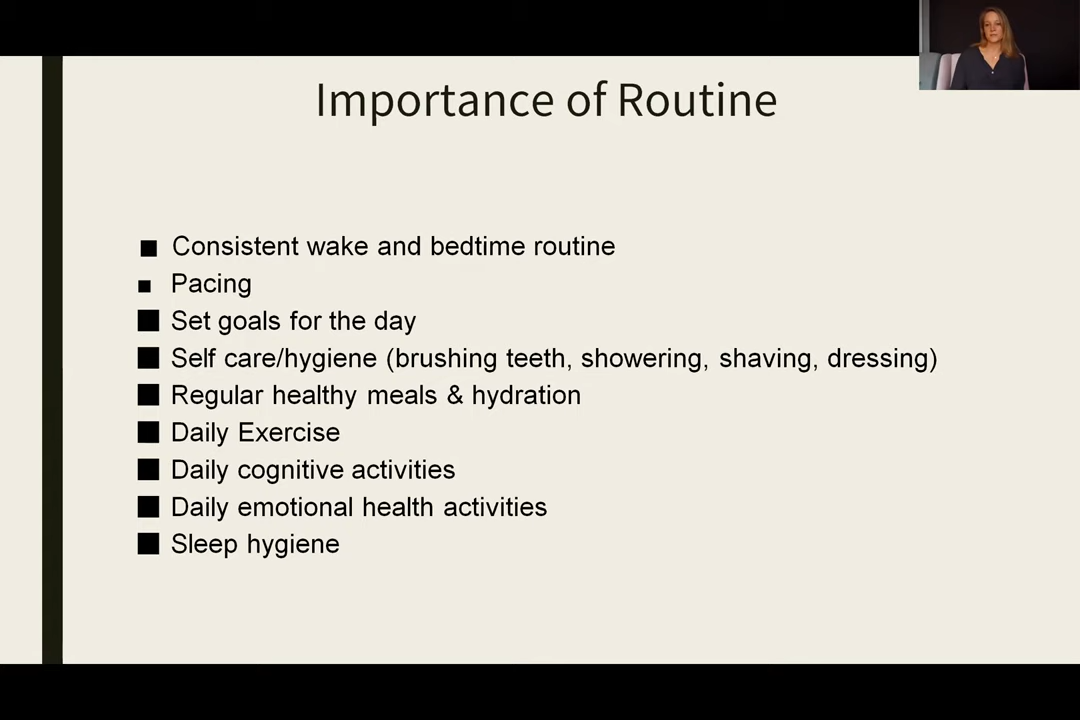 Importance of Routine
Consistent wake and bedtime routine
Pacing
Set goals for the day
Self care/hygiene (brushing teeth, showering, shaving, dressing)
Regular healthy meals & hydration
Daily Exercise
Daily cognitive activities
Daily emotional health activities
Sleep hygiene